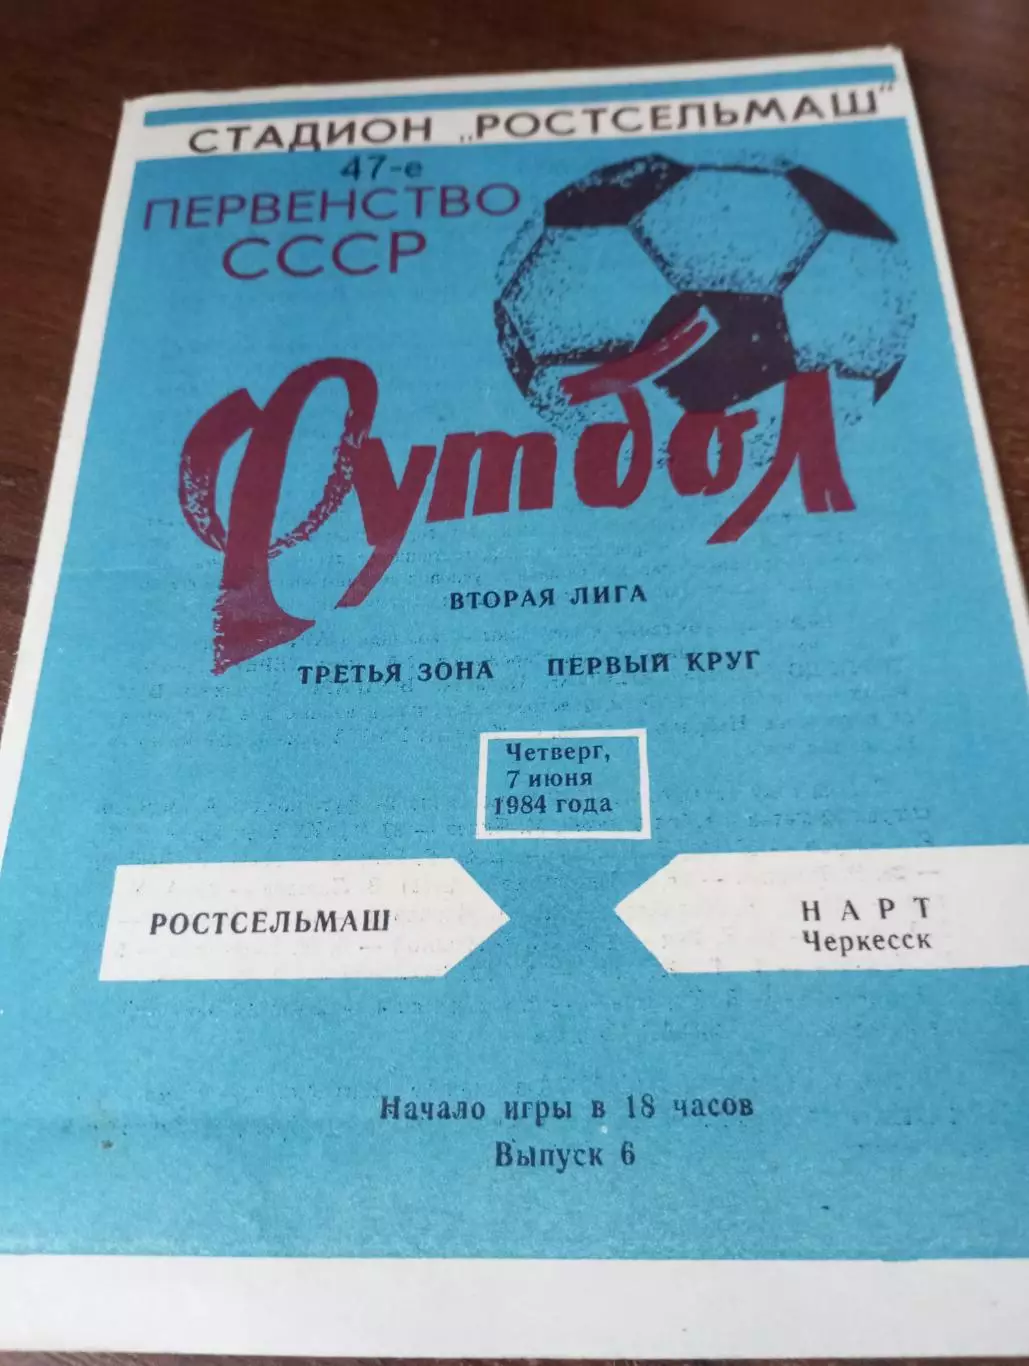 СТАДИОН „РОСТСЕЛЬМАШ"
47-е
ПЕРВЕНСТВО
СССР
Футбол
ВТОРАЯ ЛИГА
ТРЕТЬЯ ЗОНА ПЕРВЫЙ КРУГ
Четверг,
7 июня
1984 года
РОСТСЕЛЬМАШ
НАРТ
Черкесск
Начало игры в 18 часов
Выпуск 6